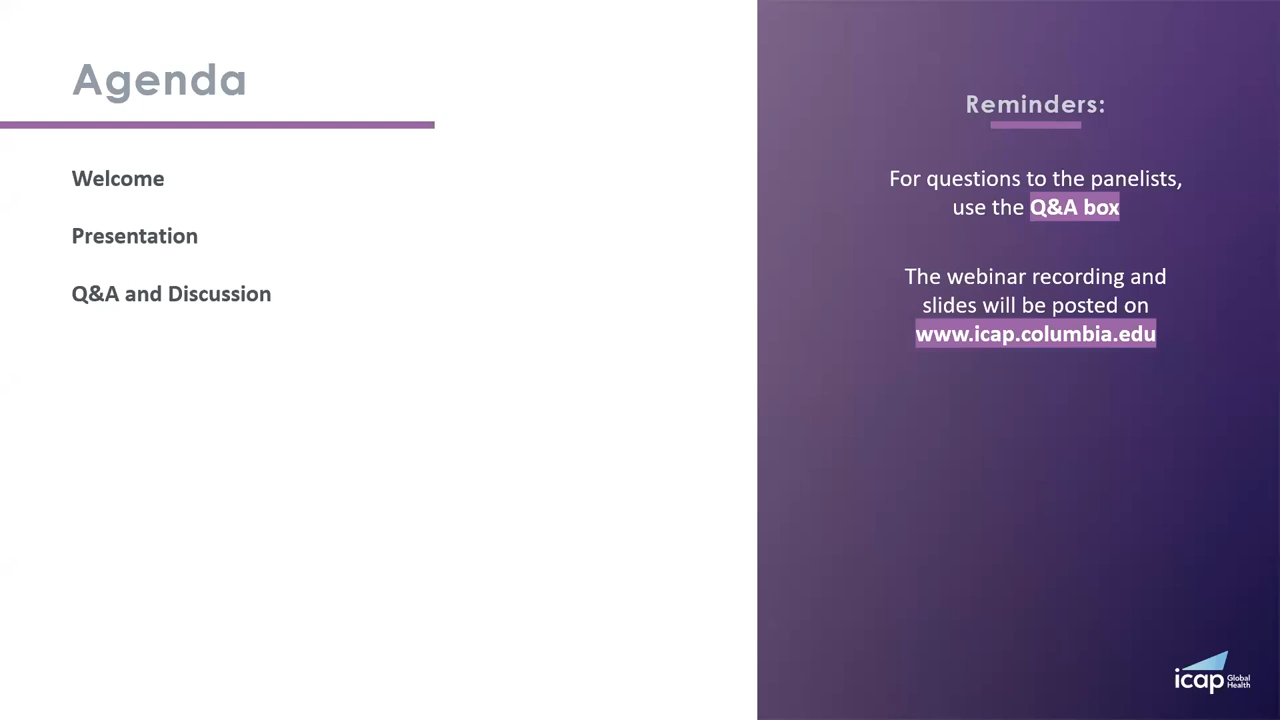 Agenda
Welcome
Presentation
Q&A and Discussion
Reminders:
For questions to the panelists,
use the Q&A box
The webinar recording and
slides will be posted on
www.icap.columbia.edu
icap Global
Health